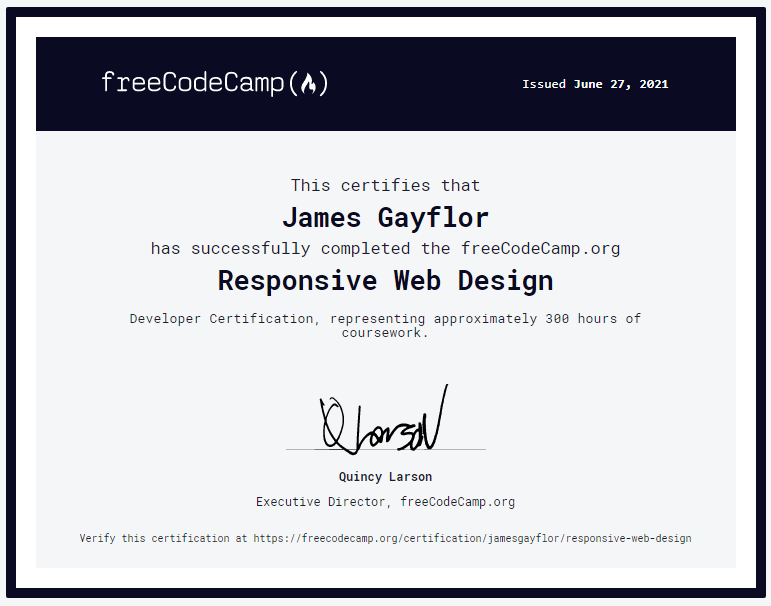 freeCodeCamp
Issued June 27, 2021
This certifies that
James Gayflor
has successfully completed the freeCodeCamp.org
Responsive Web Design
Developer Certification, representing approximately 300 hours of
coursework.
Q Larson
Quincy Larson
Executive Director, freeCodeCamp.org
Verify this certification at https://freecodecamp.org/certification/jamesgayflor/responsive-web-design